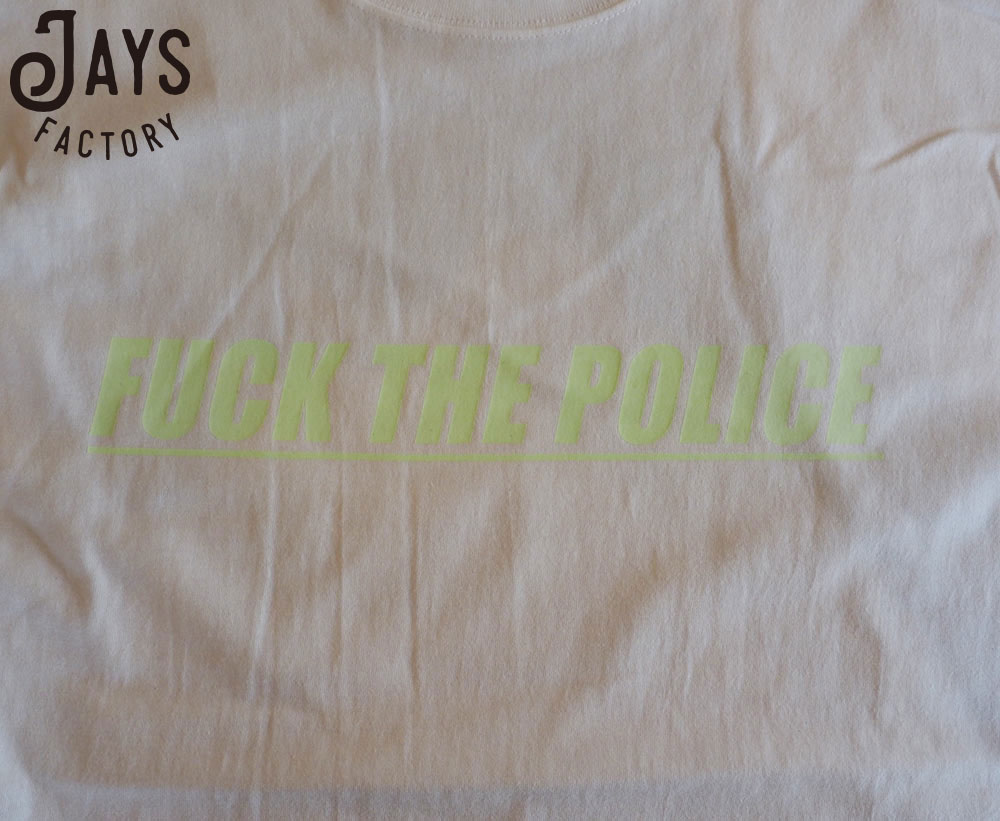 JAYS
FACTORY
FUCK THE POLICE